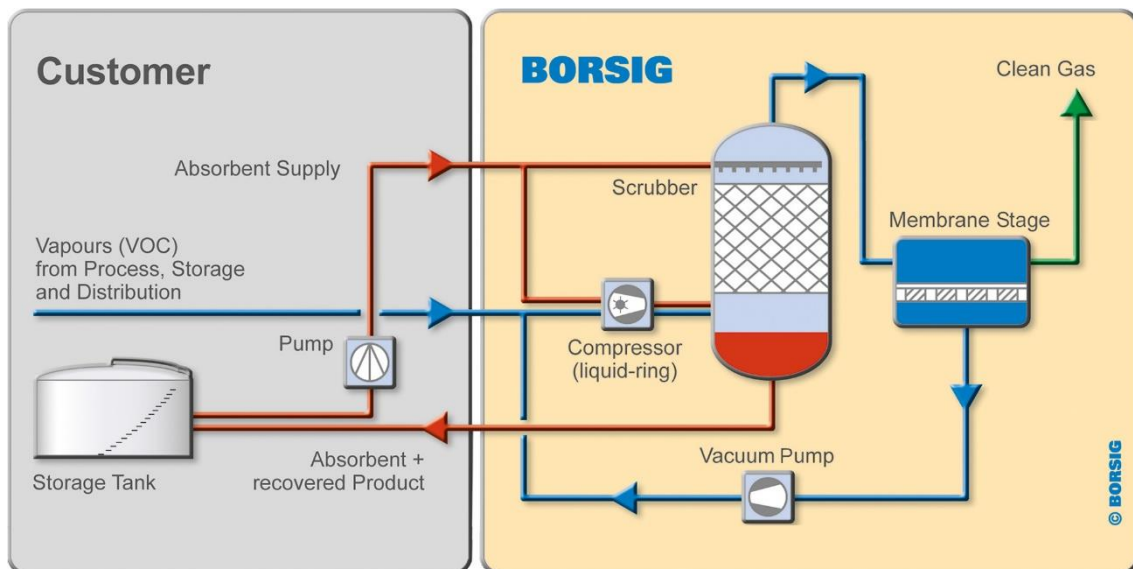 Customer
BORSIG
Clean Gas
Absorbent Supply
Scrubber
Membrane Stage
Vapours (VOC)
from Process, Storage
and Distribution
Pump
Compressor
(liquid-ring)
Vacuum Pump
Absorbent +
recovered Product
Storage Tank
© BORSIG